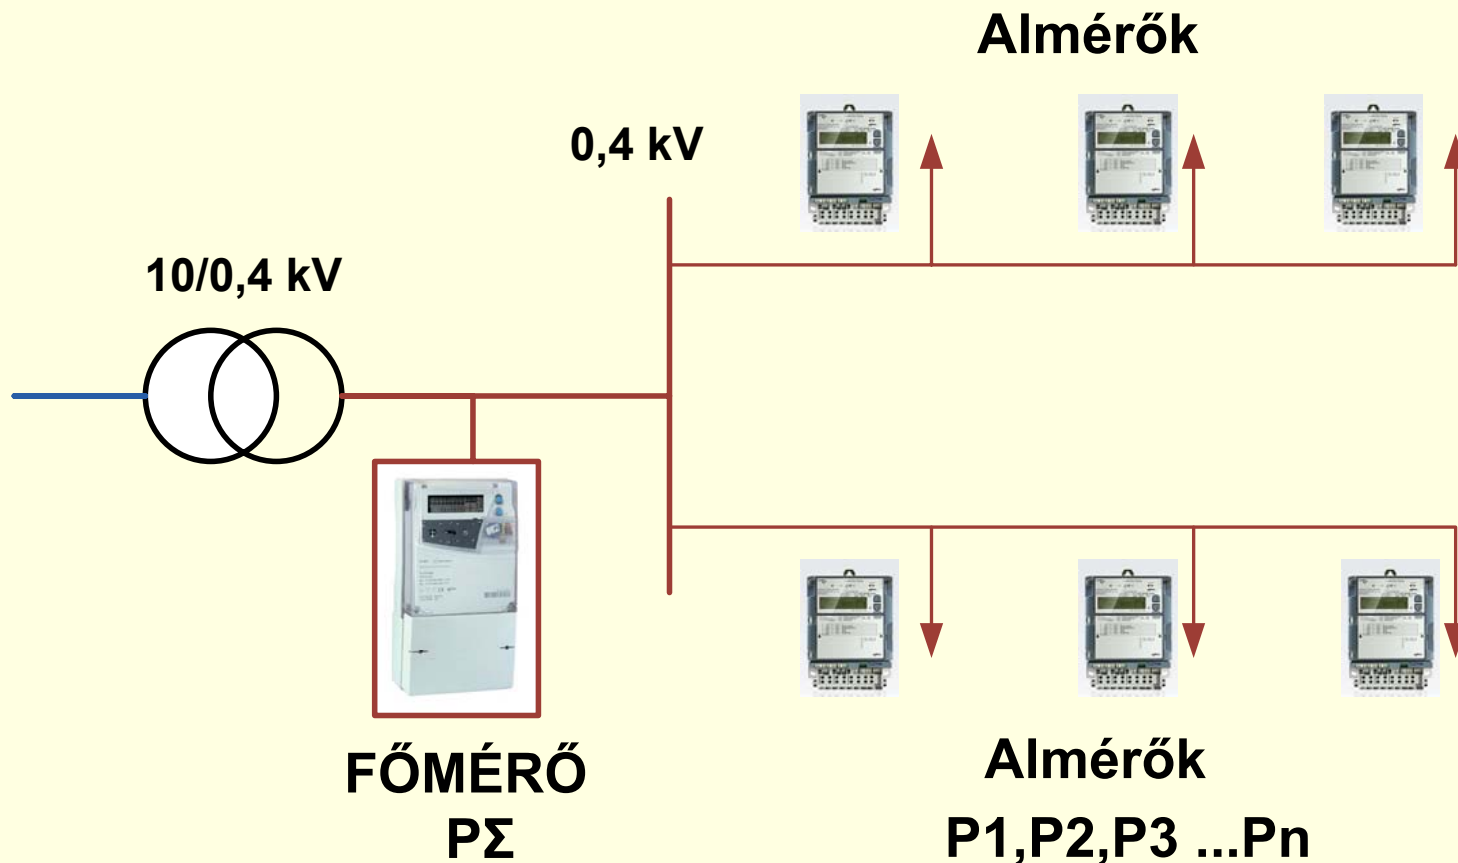 Almérők
0,4 kV
10/0,4 kV
FŐMÉRŐ
PΣ
Almérők
P1,P2,P3 ...Pn